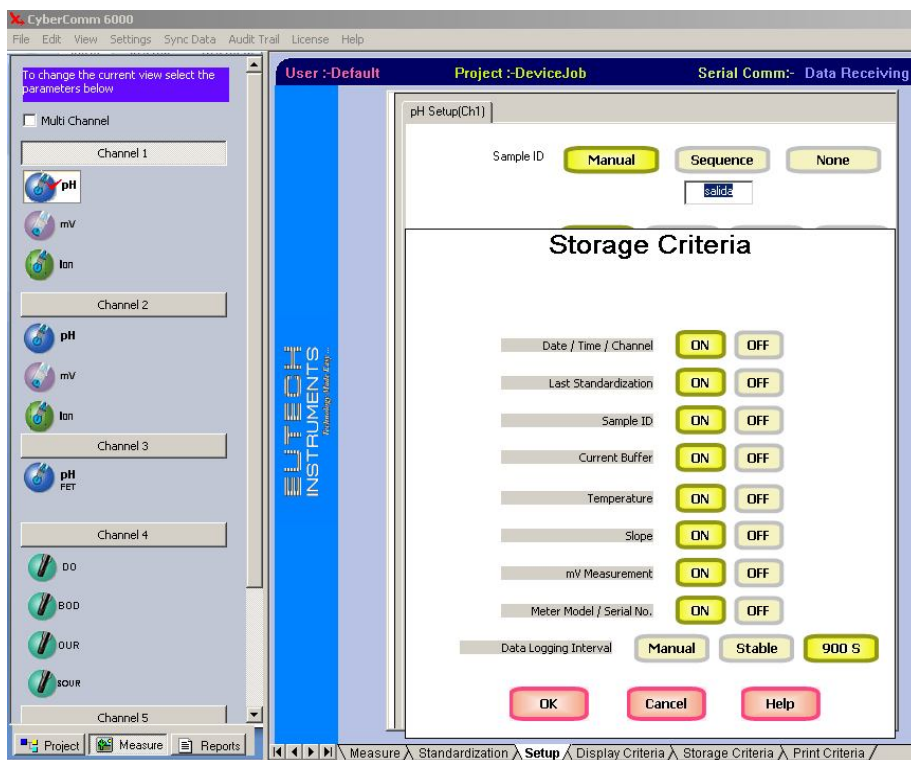 CyberComm 6000
File Edit View Settings Sync Data Audit Trail License Help
To change the current view select the
parameters below
Multi Channel
Channel 1
pH
mV
Ion
Channel 2
pH
mV
Ion
Channel 3
pH
FET
Channel 4
DO
BOD
OUR
SOUR
Channel 5
Project Measure Reports
User :-Default Project :-DeviceJob Serial Comm:- Data Receiving
EUTECH
INSTRUMENTS
Technology Made Easy ...
pH Setup(Ch1)
Sample ID Manual Sequence None
salida
Storage Criteria
Date / Time / Channel ON OFF
Last Standardization ON OFF
Sample ID ON OFF
Current Buffer ON OFF
Temperature ON OFF
Slope ON OFF
mV Measurement ON OFF
Meter Model / Serial No. ON OFF
Data Logging Interval Manual Stable 900 S
OK Cancel Help
Measure Standardization Setup Display Criteria Storage Criteria Print Criteria